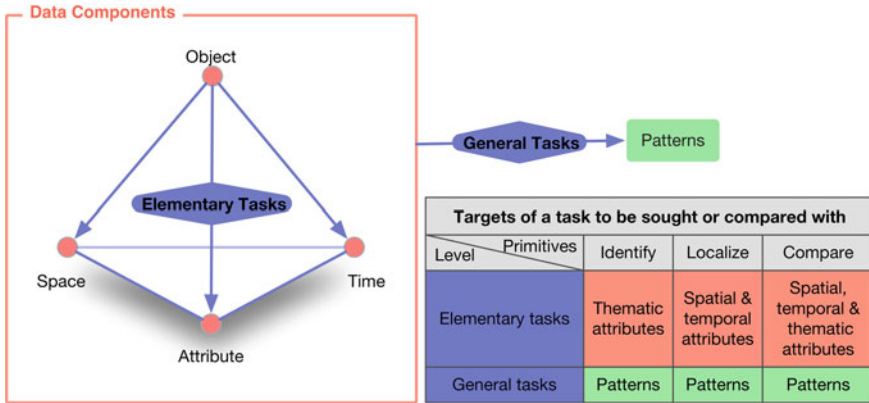 Data Components
Object
Elementary Tasks
Space
Time
Attribute
General Tasks
Patterns
Targets of a task to be sought or compared with
Level
Primitives
Identify
Localize
Compare
Elementary tasks
Thematic
attributes
Spatial &
temporal
attributes
Spatial,
temporal &
thematic
attributes
General tasks
Patterns
Patterns
Patterns